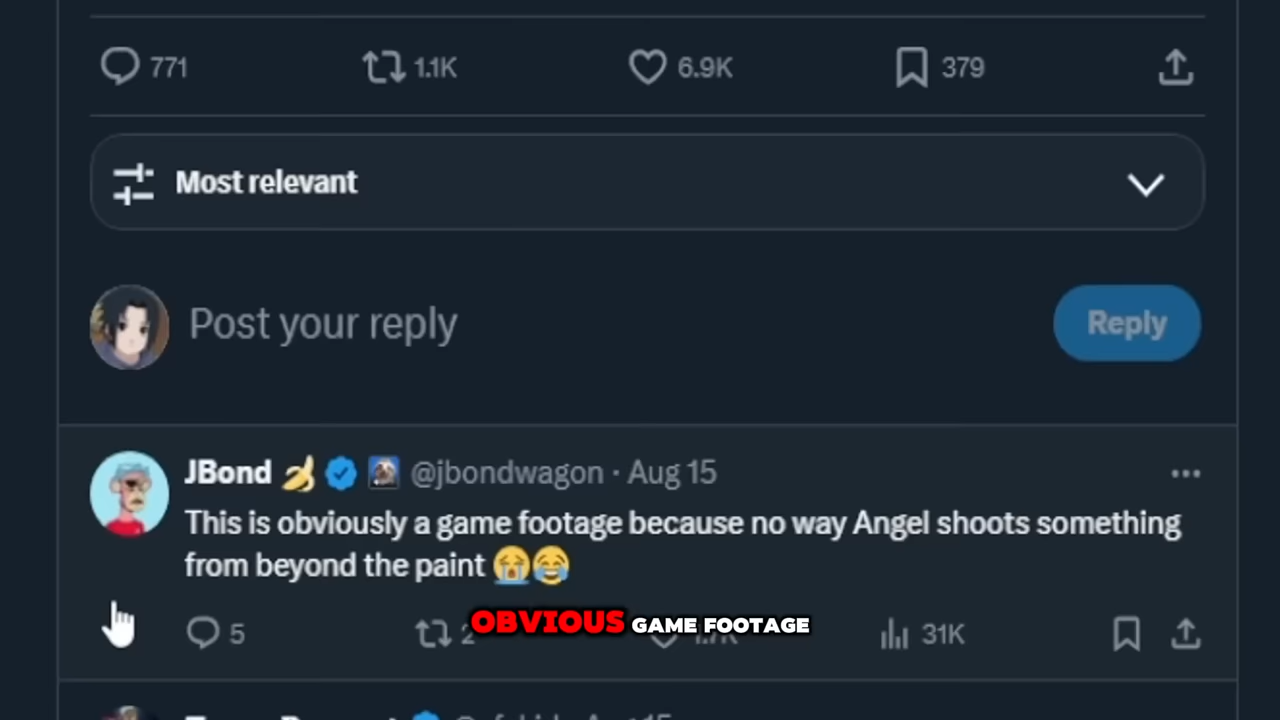 771 1.1K 6.9K 379
Most relevant
Post your reply
Reply
JBond @jbondwagon · Aug 15
This is obviously a game footage because no way Angel shoots something
from beyond the paint
OBVIOUS GAME FOOTAGE
5 31K